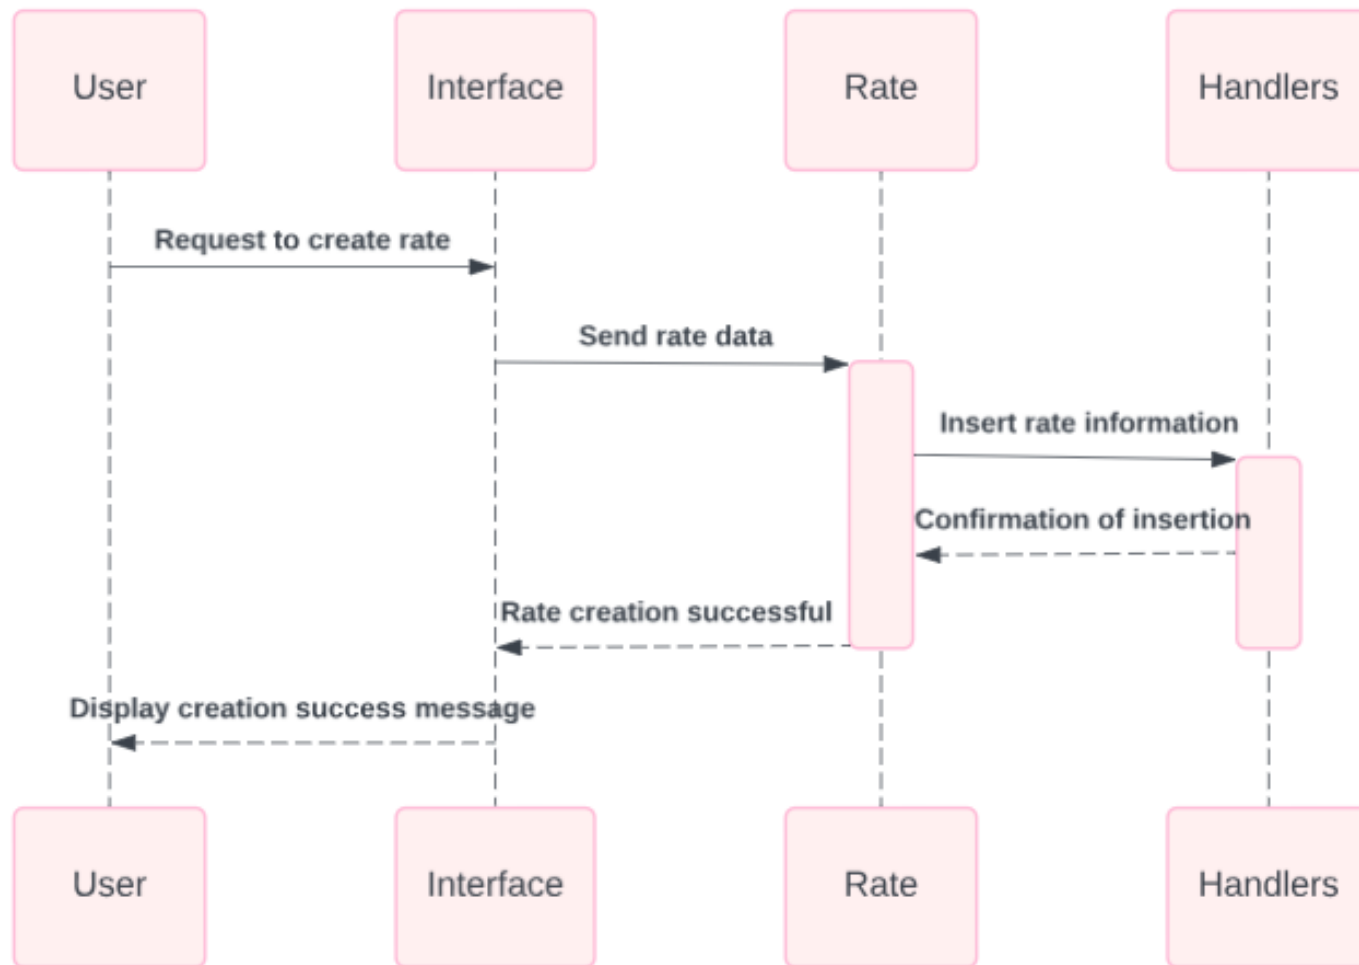 User
Interface
Rate
Handlers
Request to create rate
Send rate data
Insert rate information
Confirmation of insertion
Rate creation successful
Display creation success message
User
Interface
Rate
Handlers